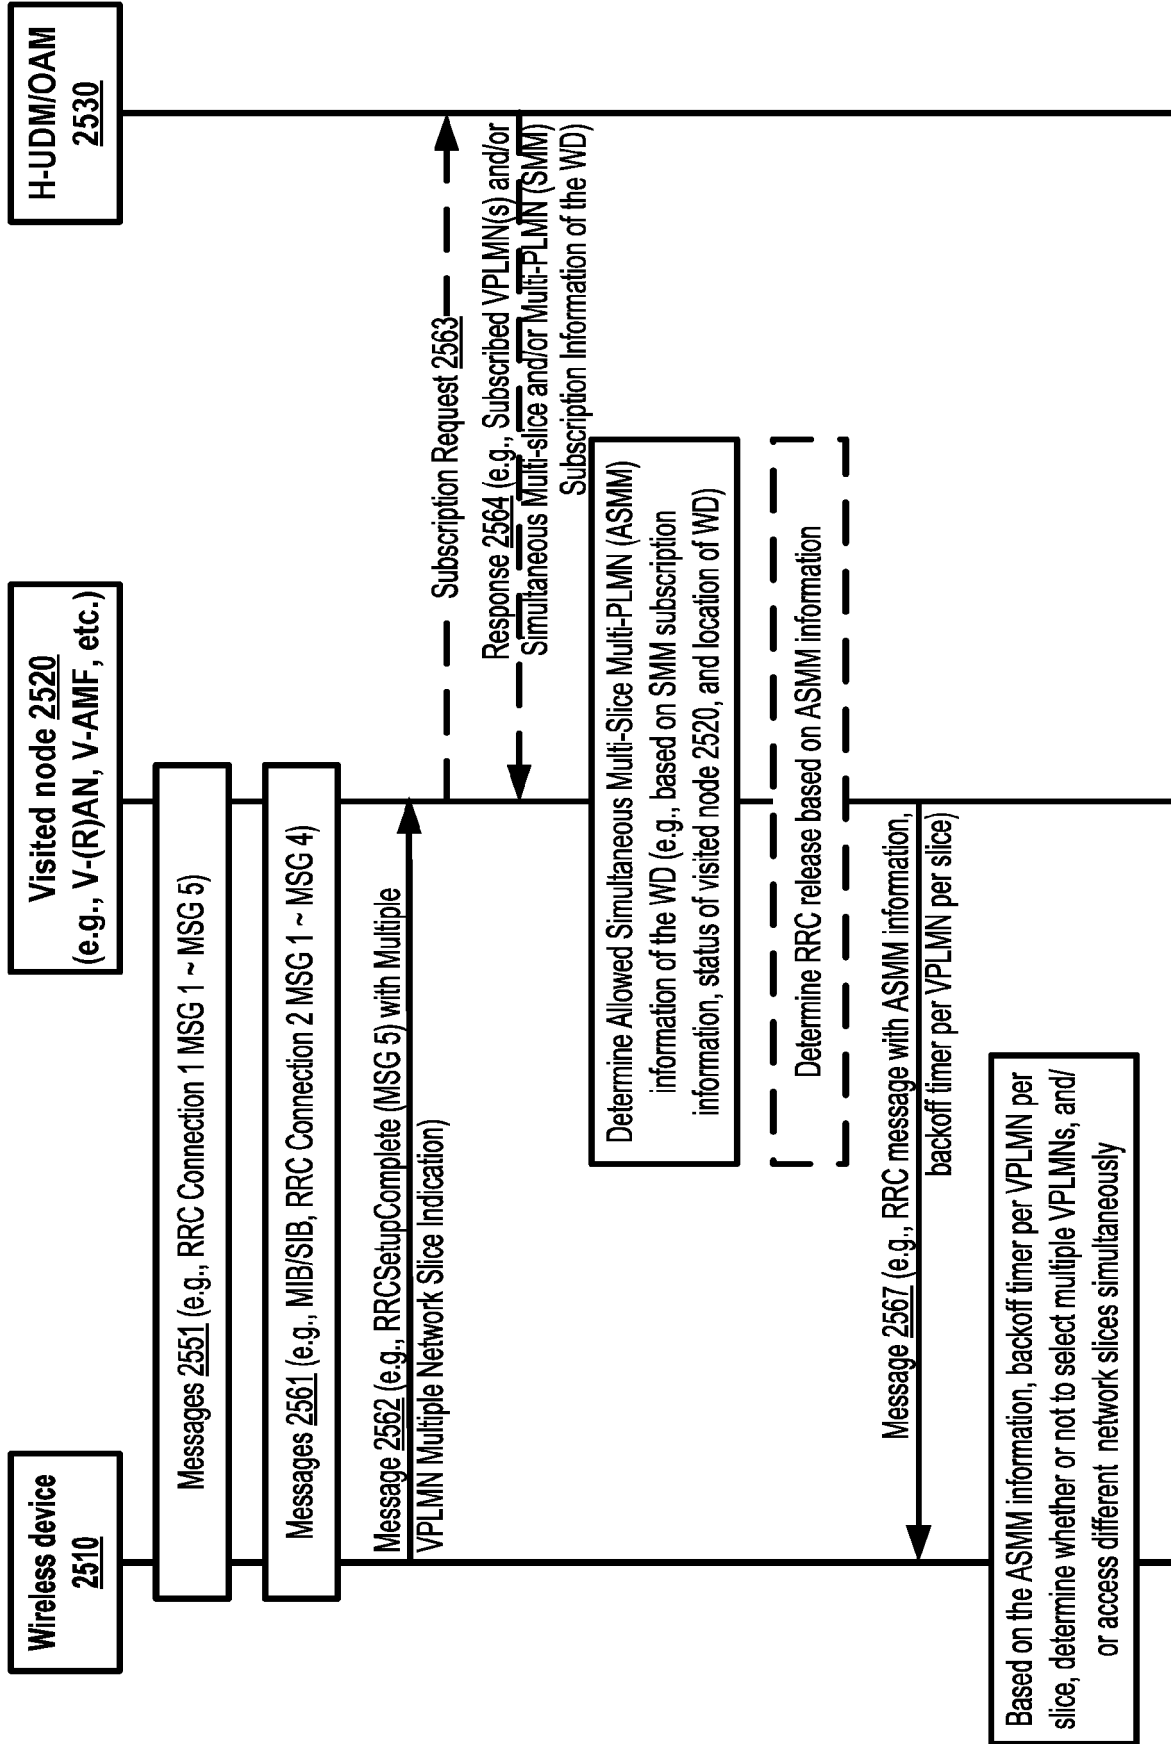 Wireless device
2510
Visited node 2520
(e.g., V-(R)AN, V-AMF, etc.)
H-UDM/OAM
2530
Messages 2551 (e.g., RRC Connection 1 MSG 1 ~ MSG 5)
Messages 2561 (e.g., MIB/SIB, RRC Connection 2 MSG 1 ~ MSG 4)
Message 2562 (e.g., RRCSetupComplete (MSG 5) with Multiple
VPLMN Multiple Network Slice Indication)
Subscription Request 2563
Response 2564 (e.g., Subscribed VPLMN(s) and/or
Simultaneous Multi-slice and/or Multi-PLMN (SMM)
Subscription Information of the WD)
Determine Allowed Simultaneous Multi-Slice Multi-PLMN (ASMM)
information of the WD (e.g., based on SMM subscription
information, status of visited node 2520, and location of WD)
Determine RRC release based on ASMM information
Message 2567 (e.g., RRC message with ASMM information,
backoff timer per VPLMN per slice)
Based on the ASMM information, backoff timer per VPLMN per
slice, determine whether or not to select multiple VPLMNs, and/
or access different network slices simultaneously